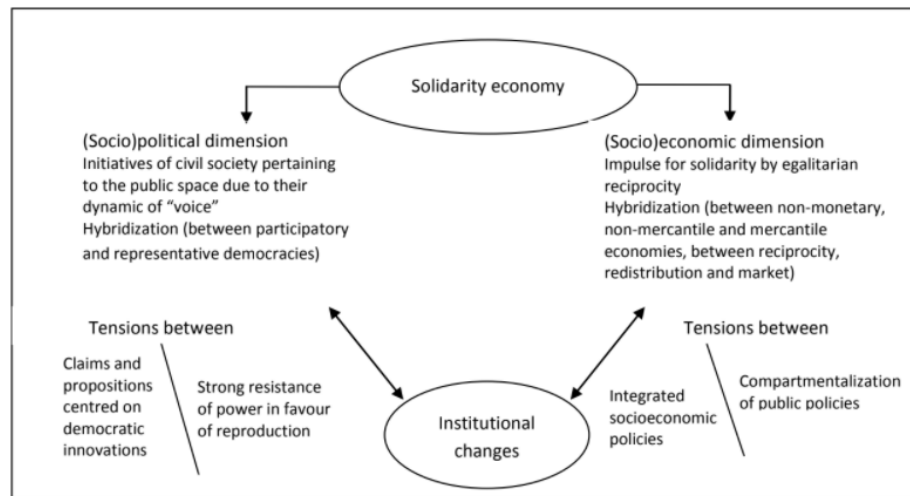 Solidarity economy
(Socio)political dimension
Initiatives of civil society pertaining
to the public space due to their
dynamic of “voice”
Hybridization (between participatory
and representative democracies)
(Socio)economic dimension
Impulse for solidarity by egalitarian
reciprocity
Hybridization (between non-monetary,
non-mercantile and mercantile
economies, between reciprocity,
redistribution and market)
Tensions between
Claims and
propositions
centred on
democratic
innovations
Strong resistance
of power in favour
of reproduction
Institutional
changes
Tensions between
Integrated
socioeconomic
policies
Compartmentalization
of public policies